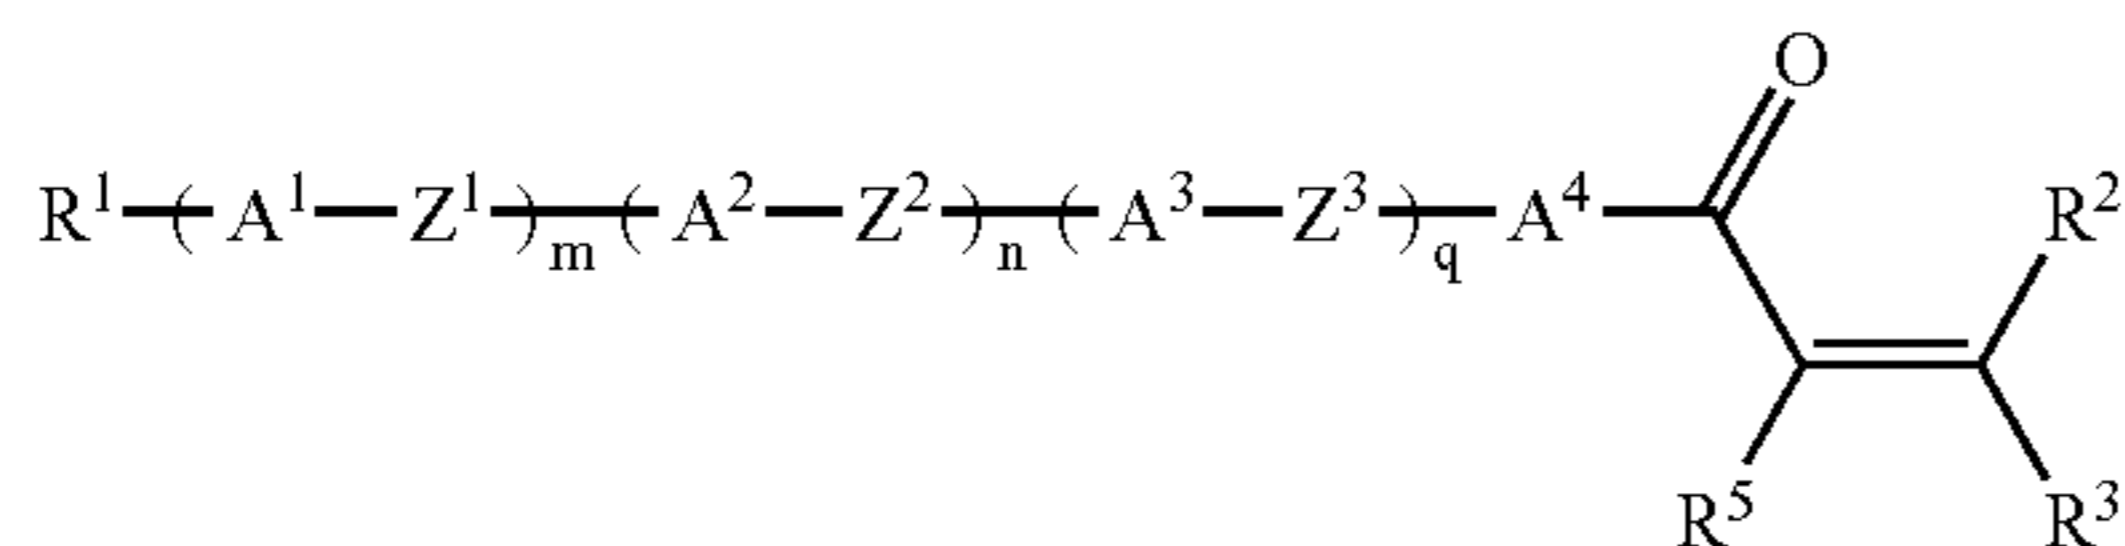 O
R¹—(A¹—Z¹)ₘ(A²—Z²)ₙ(A³—Z³)q A⁴ R²
R⁵ R³